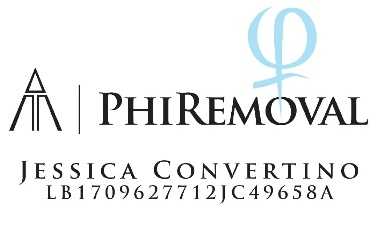 PHIREMOVAL
JESSICA CONVERTINO
LB1709627712JC49658A